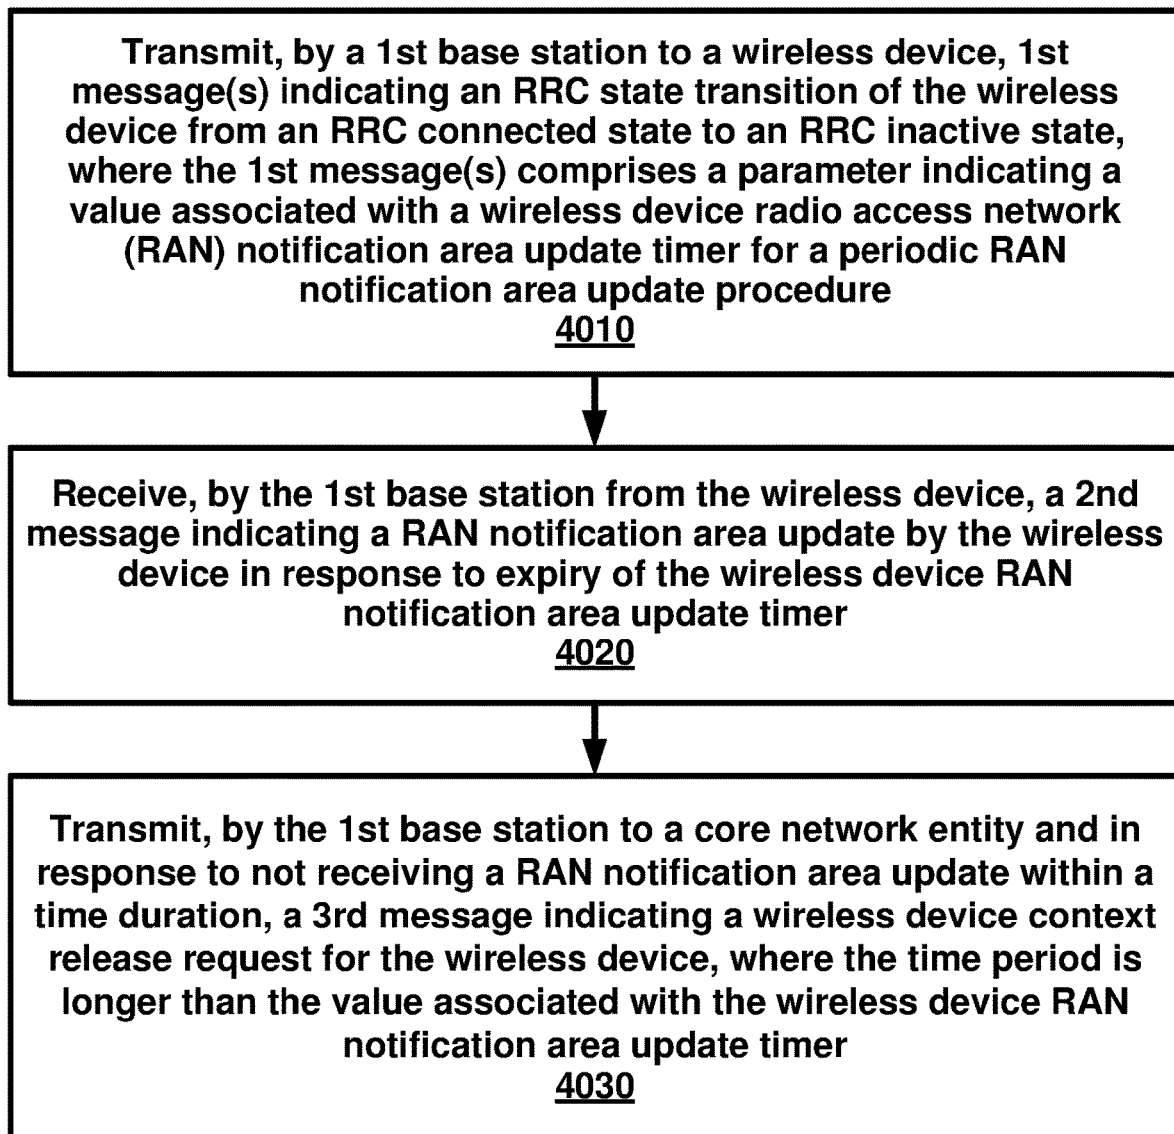 Transmit, by a 1st base station to a wireless device, 1st
message(s) indicating an RRC state transition of the wireless
device from an RRC connected state to an RRC inactive state,
where the 1st message(s) comprises a parameter indicating a
value associated with a wireless device radio access network
(RAN) notification area update timer for a periodic RAN
notification area update procedure
4010
Receive, by the 1st base station from the wireless device, a 2nd
message indicating a RAN notification area update by the wireless
device in response to expiry of the wireless device RAN
notification area update timer
4020
Transmit, by the 1st base station to a core network entity and in
response to not receiving a RAN notification area update within a
time duration, a 3rd message indicating a wireless device context
release request for the wireless device, where the time period is
longer than the value associated with the wireless device RAN
notification area update timer
4030